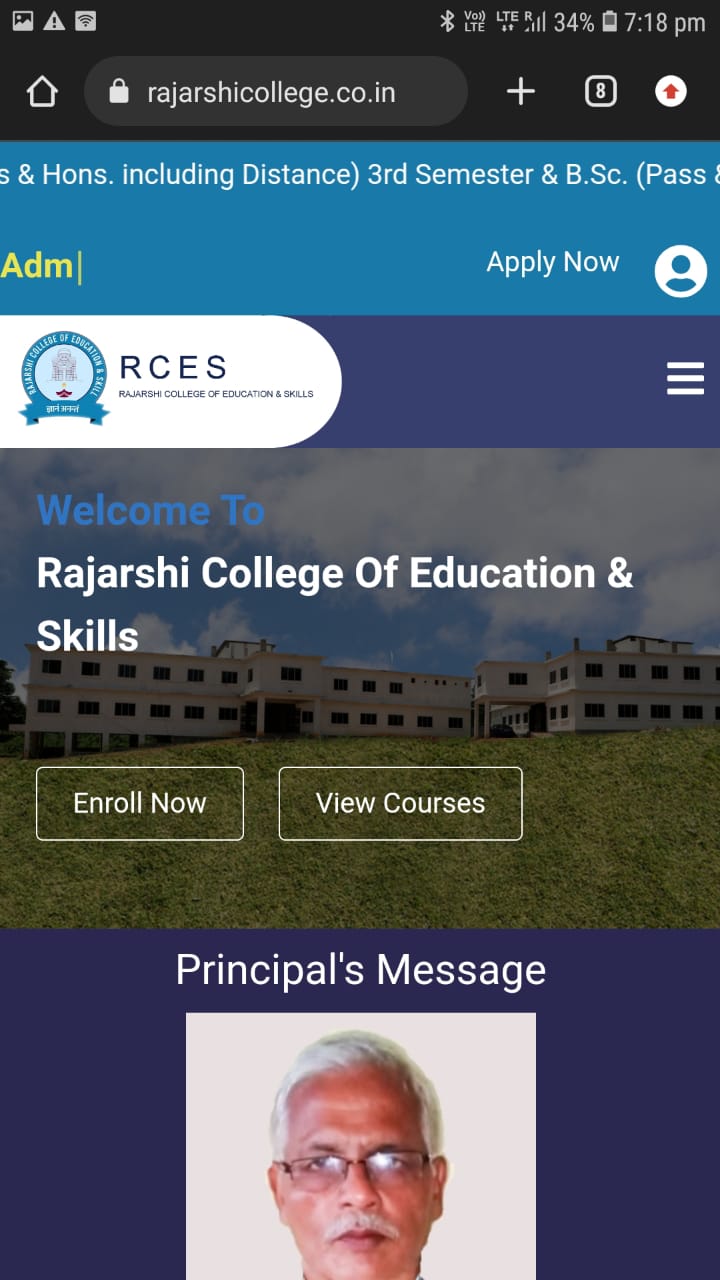 Vo)) LTE LTE R 34% 7:18 pm
rajarshicollege.co.in 8
s & Hons. including Distance) 3rd Semester & B.Sc. (Pass &
Adm
Apply Now
RAJARSHI COLLEGE OF EDUCATION & SKILL
ज्ञानं अनन्तं
RCES
RAJARSHI COLLEGE OF EDUCATION & SKILLS
Welcome To
Rajarshi College Of Education &
Skills
Enroll Now
View Courses
Principal's Message